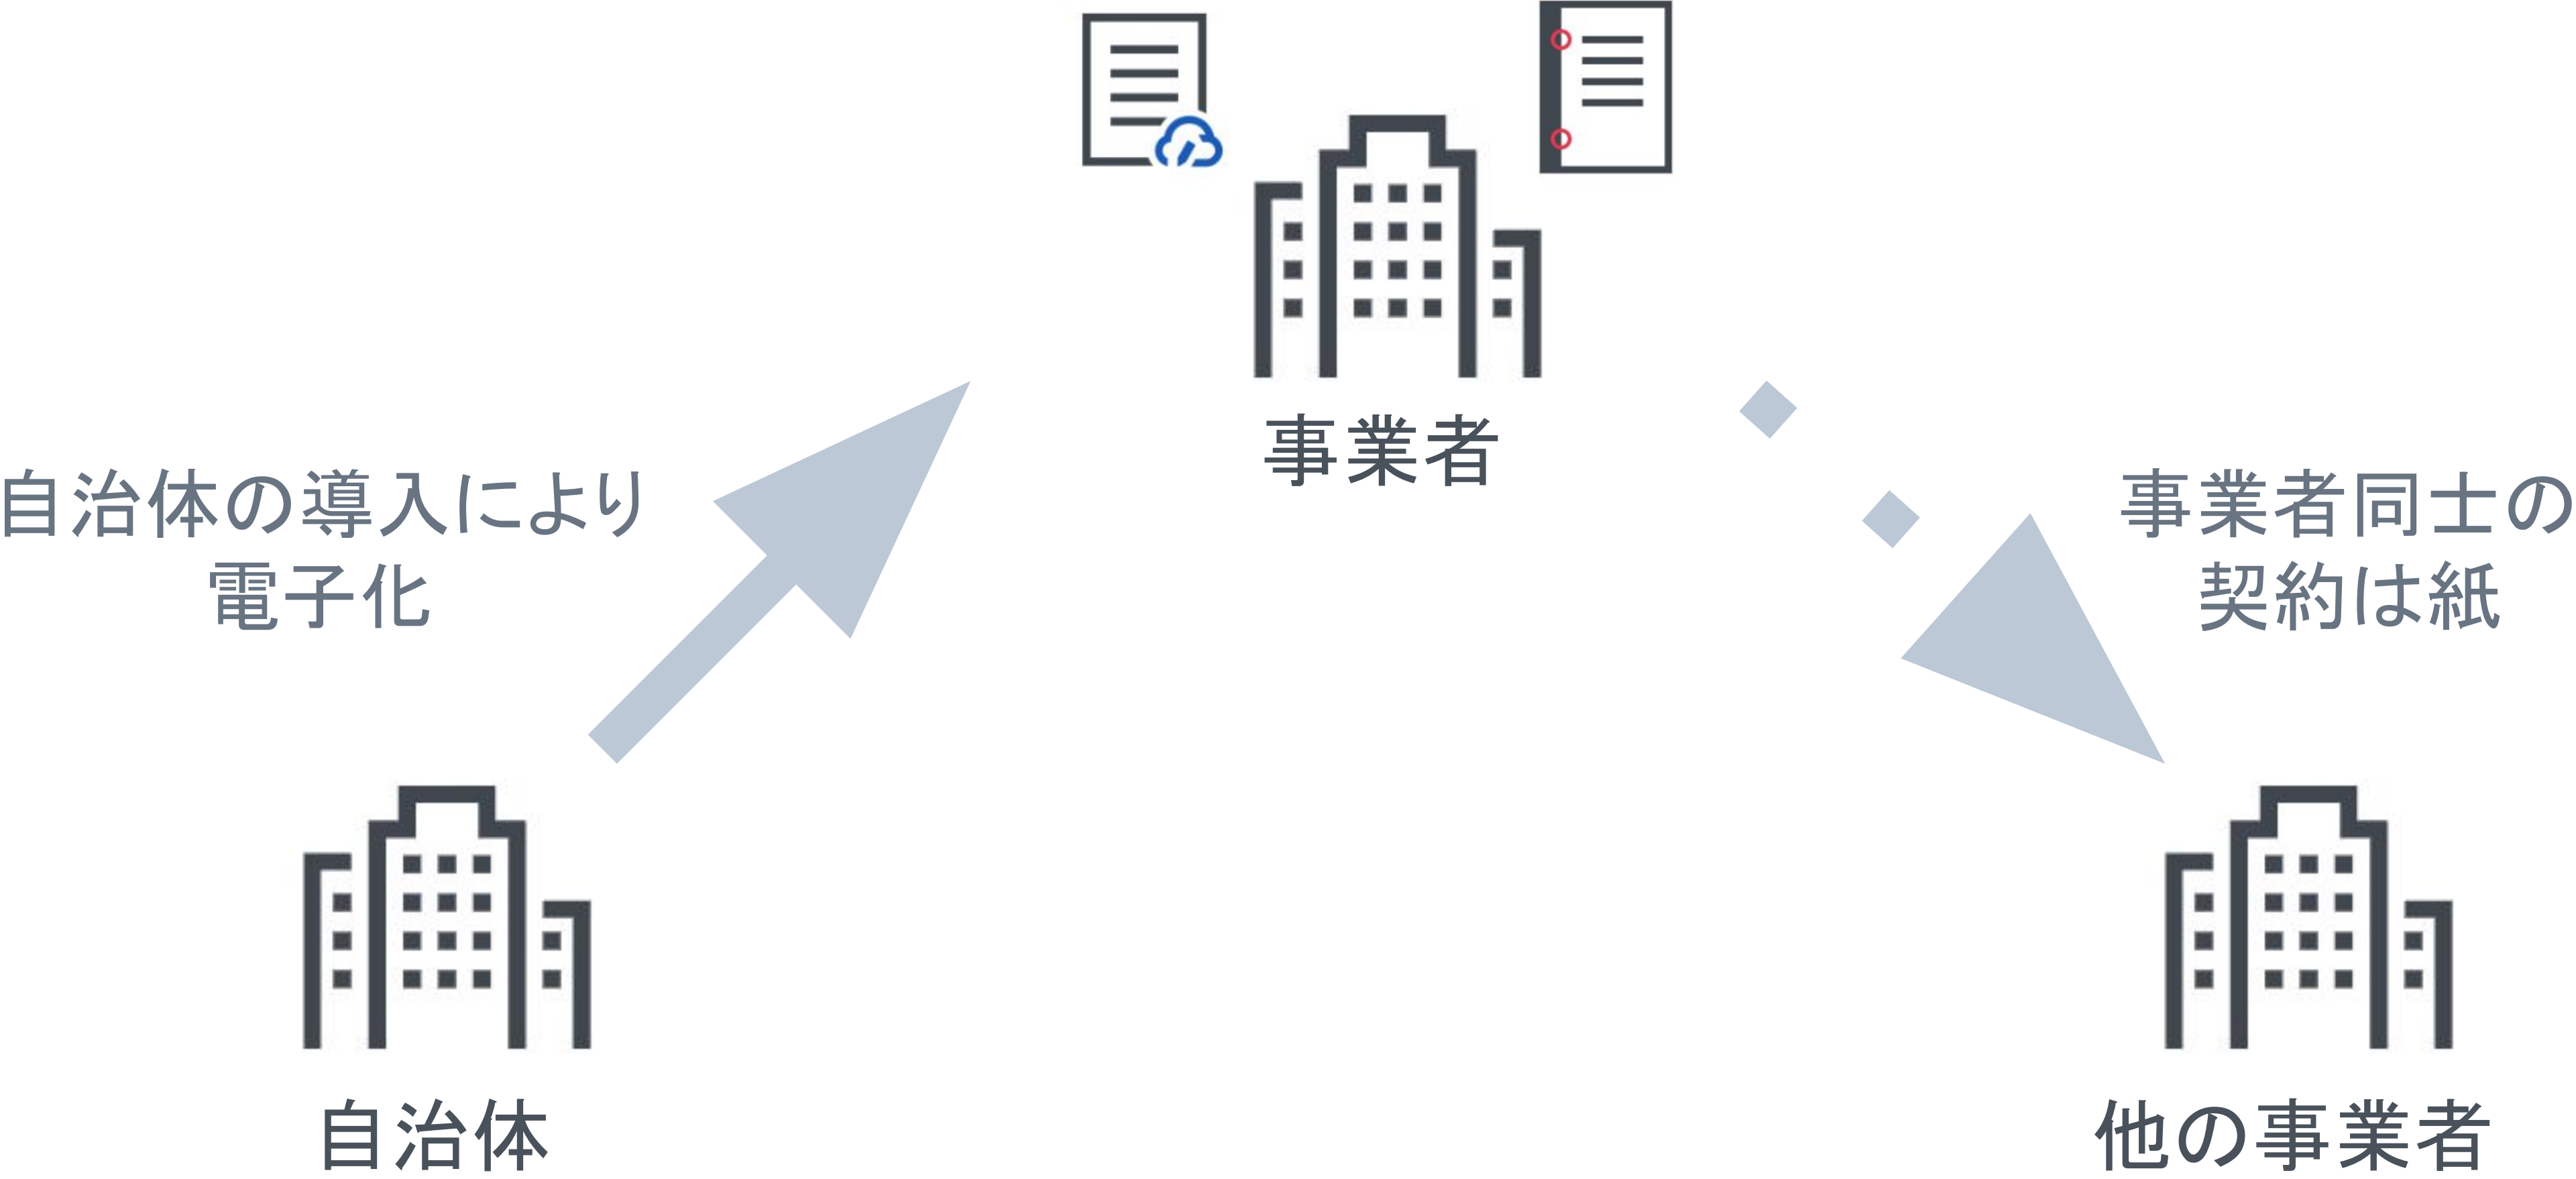 事業者
自治体の導入により
電子化
事業者同士の
契約は紙
自治体
他の事業者